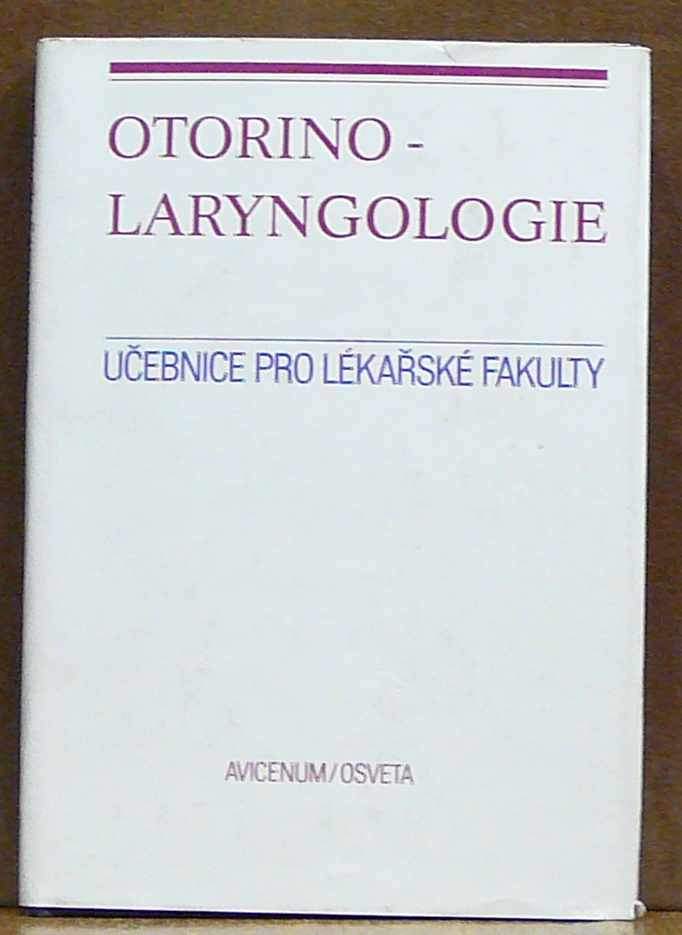 OTORINO -
LARYNGOLOGIE
UČEBNICE PRO LÉKAŘSKÉ FAKULTY
AVICENUM/OSVETA